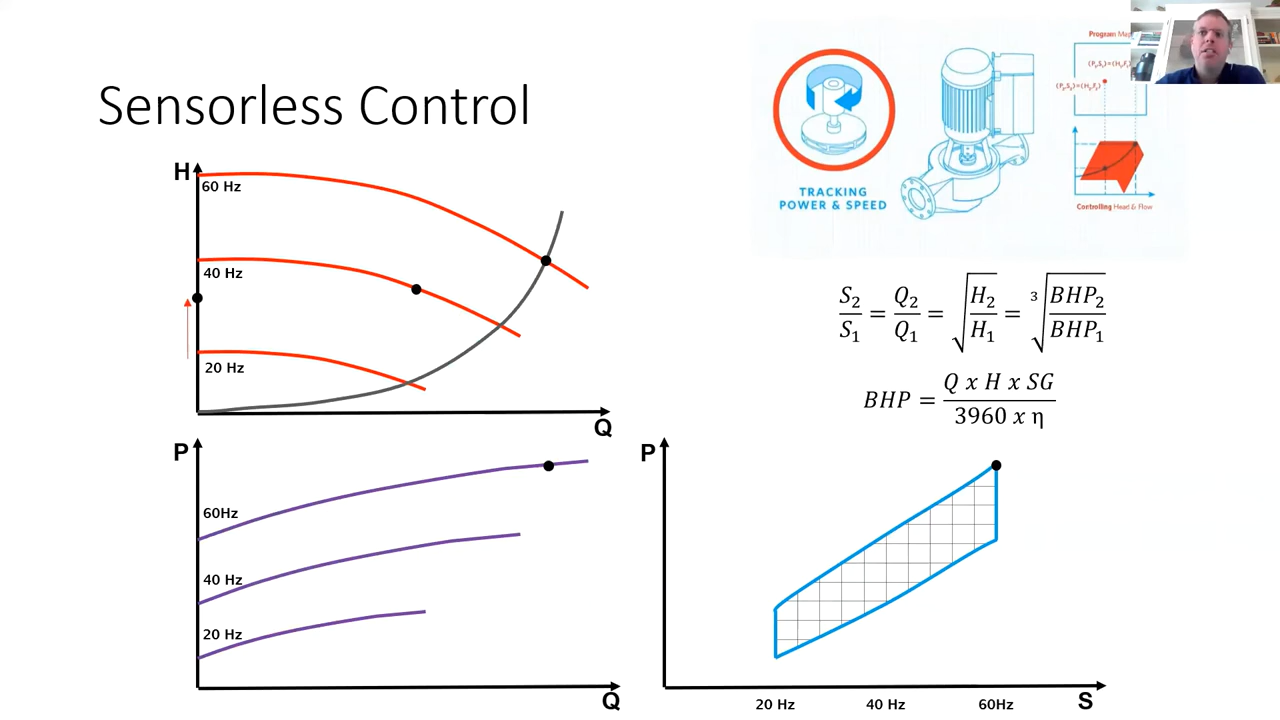 Sensorless Control
H
60 Hz
40 Hz
20 Hz
Q
P
60Hz
40 Hz
20 Hz
Q
TRACKING
POWER & SPEED
Controlling Head & Flow
S₂/S₁ = Q₂/Q₁ = √(H₂/H₁) = ³√(BHP₂/BHP₁)
BHP = (Q x H x SG)/(3960 x η)
P
20 Hz 40 Hz 60Hz S